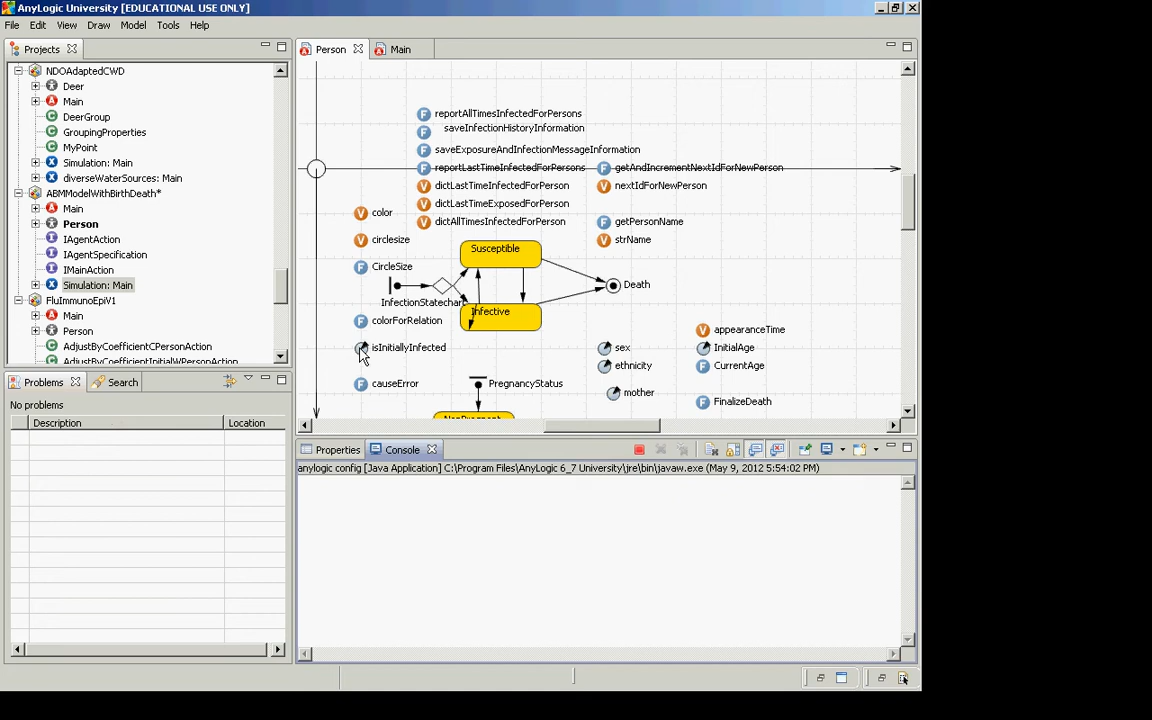 AnyLogic University [EDUCATIONAL USE ONLY]
File Edit View Draw Model Tools Help
Projects
NDOAdaptedCWD
Deer
Main
DeerGroup
GroupingProperties
MyPoint
Simulation: Main
diverseWaterSources: Main
ABMModelWithBirthDeath*
Main
Person
IAgentAction
IAgentSpecification
IMainAction
Simulation: Main
FluImmunoEpiV1
Main
Person
AdjustByCoefficientCPersonAction
AdjustByCoefficientInitialWPersonAction
Problems Search
No problems
Description Location
Person Main
reportAllTimesInfectedForPersons
saveInfectionHistoryInformation
saveExposureAndInfectionMessageInformation
reportLastTimeInfectedForPersons getAndIncrementNextIdForNewPerson
dictLastTimeInfectedForPerson nextIdForNewPerson
dictLastTimeExposedForPerson
color
dictAllTimesInfectedForPerson getPersonName
circlesize strName
Susceptible
CircleSize
Death
InfectionStatechart
Infective
colorForRelation
appearanceTime
isInitiallyInfected sex InitialAge
ethnicity CurrentAge
causeError PregnancyStatus mother
FinalizeDeath
NonPregnant
Properties Console
anylogic config [Java Application] C:\Program Files\AnyLogic 6_7 University\jre\bin\javaw.exe (May 9, 2012 5:54:02 PM)